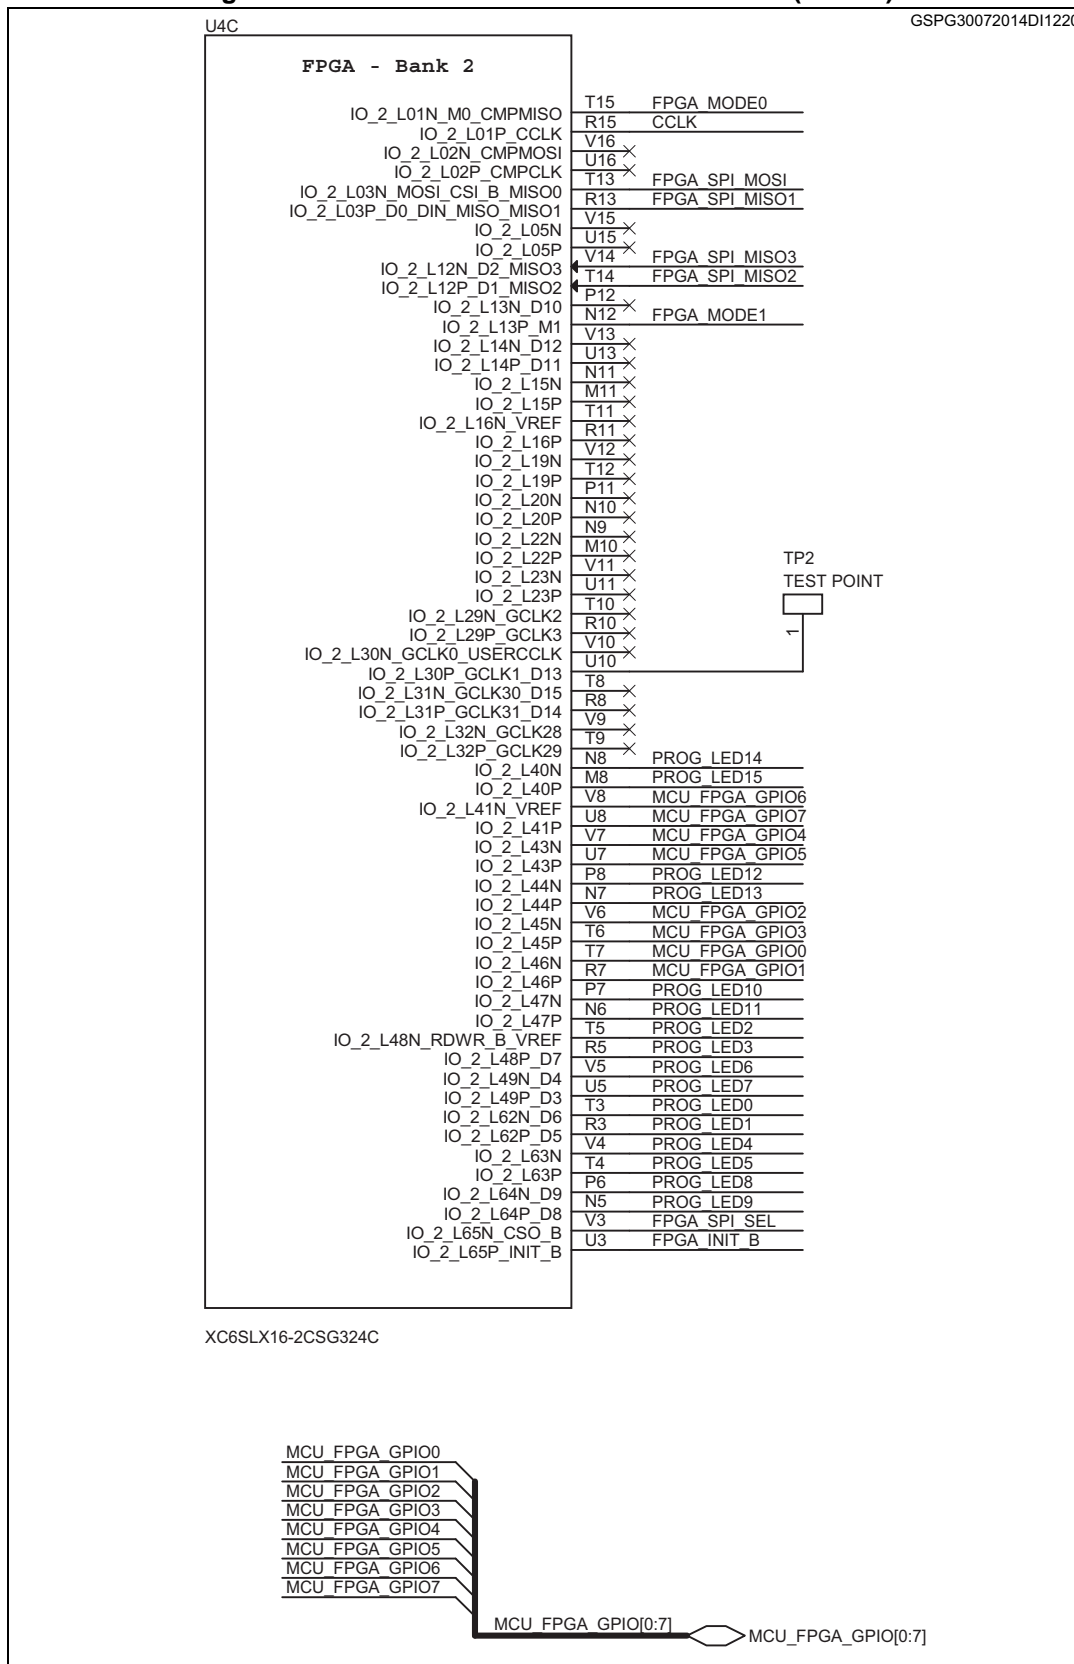 GSPG30072014DI1220
U4C
FPGA - Bank 2
IO_2_L01N_M0_CMPMISO T15 FPGA_MODE0
IO_2_L01P_CCLK R15 CCLK
IO_2_L02N_CMPMOSI V16
IO_2_L02P_CMPCLK U16
IO_2_L03N_MOSI_CSI_B_MISO0 T13 FPGA_SPI_MOSI
IO_2_L03P_D0_DIN_MISO_MISO1 R13 FPGA_SPI_MISO1
IO_2_L05N V15
IO_2_L05P U15
IO_2_L12N_D2_MISO3 V14 FPGA_SPI_MISO3
IO_2_L12P_D1_MISO2 T14 FPGA_SPI_MISO2
IO_2_L13N_D10 P12
IO_2_L13P_M1 N12 FPGA_MODE1
IO_2_L14N_D12 V13
IO_2_L14P_D11 U13
IO_2_L15N N11
IO_2_L15P M11
IO_2_L16N_VREF T11
IO_2_L16P R11
IO_2_L19N V12
IO_2_L19P T12
IO_2_L20N P11
IO_2_L20P N10
IO_2_L22N N9
IO_2_L22P M10
IO_2_L23N V11
IO_2_L23P U11
IO_2_L29N_GCLK2 T10
IO_2_L29P_GCLK3 R10
IO_2_L30N_GCLK0_USERCCLK V10
IO_2_L30P_GCLK1_D13 U10
TP2
TEST POINT
1
IO_2_L31N_GCLK30_D15 T8
IO_2_L31P_GCLK31_D14 R8
IO_2_L32N_GCLK28 V9
IO_2_L32P_GCLK29 T9
IO_2_L40N N8 PROG_LED14
IO_2_L40P M8 PROG_LED15
IO_2_L41N_VREF V8 MCU_FPGA_GPIO6
IO_2_L41P U8 MCU_FPGA_GPIO7
IO_2_L43N V7 MCU_FPGA_GPIO4
IO_2_L43P U7 MCU_FPGA_GPIO5
IO_2_L44N P8 PROG_LED12
IO_2_L44P N7 PROG_LED13
IO_2_L45N V6 MCU_FPGA_GPIO2
IO_2_L45P T6 MCU_FPGA_GPIO3
IO_2_L46N T7 MCU_FPGA_GPIO0
IO_2_L46P R7 MCU_FPGA_GPIO1
IO_2_L47N P7 PROG_LED10
IO_2_L47P N6 PROG_LED11
IO_2_L48N_RDWR_B_VREF T5 PROG_LED2
IO_2_L48P_D7 R5 PROG_LED3
IO_2_L49N_D4 V5 PROG_LED6
IO_2_L49P_D3 U5 PROG_LED7
IO_2_L62N_D6 T3 PROG_LED0
IO_2_L62P_D5 R3 PROG_LED1
IO_2_L63N V4 PROG_LED4
IO_2_L63P T4 PROG_LED5
IO_2_L64N_D9 P6 PROG_LED8
IO_2_L64P_D8 N5 PROG_LED9
IO_2_L65N_CSO_B V3 FPGA_SPI_SEL
IO_2_L65P_INIT_B U3 FPGA_INIT_B
XC6SLX16-2CSG324C
MCU_FPGA_GPIO0
MCU_FPGA_GPIO1
MCU_FPGA_GPIO2
MCU_FPGA_GPIO3
MCU_FPGA_GPIO4
MCU_FPGA_GPIO5
MCU_FPGA_GPIO6
MCU_FPGA_GPIO7
MCU_FPGA_GPIO[0:7] MCU_FPGA_GPIO[0:7]